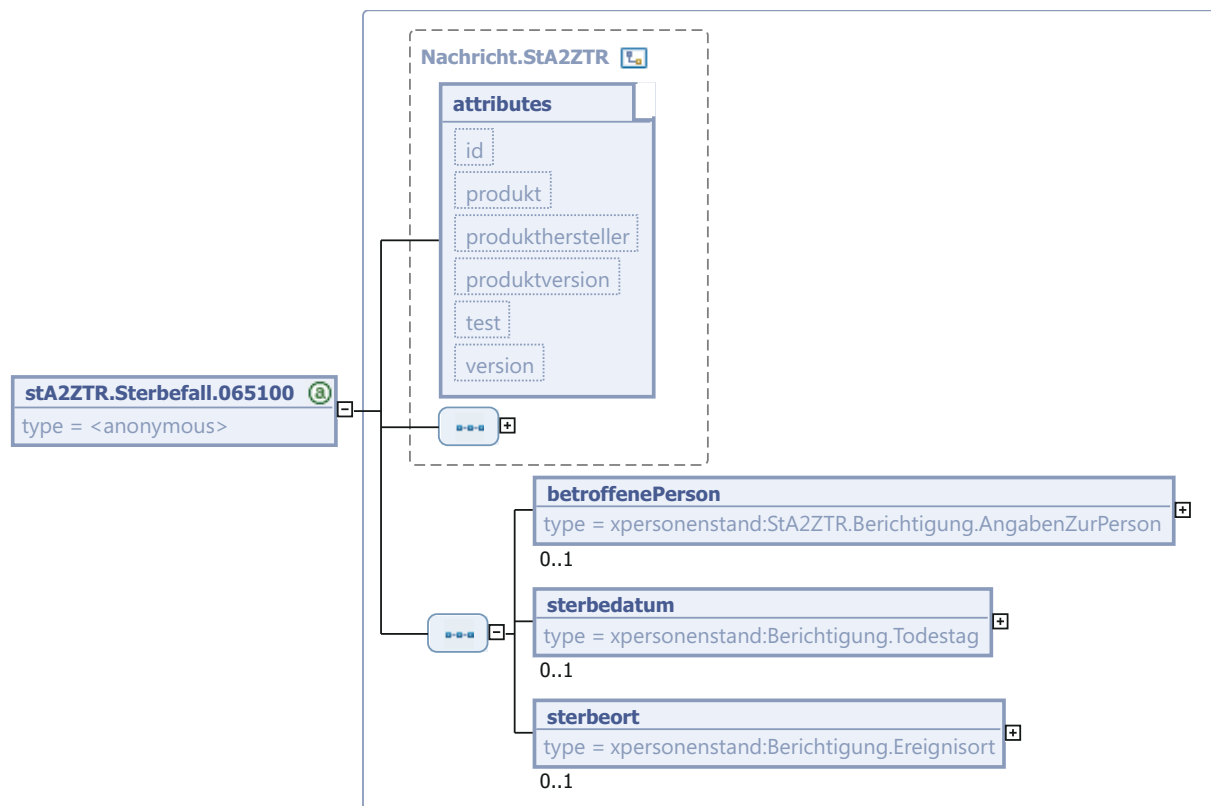 Nachricht.StA2ZTR
attributes
id
produkt
produkthersteller
produktversion
test
version
stA2ZTR.Sterbefall.065100 a
type = <anonymous>
betroffenePerson
type = xpersonenstand:StA2ZTR.Berichtigung.AngabenZurPerson
0..1
sterbedatum
type = xpersonenstand:Berichtigung.Todestag
0..1
sterbeort
type = xpersonenstand:Berichtigung.Ereignisort
0..1